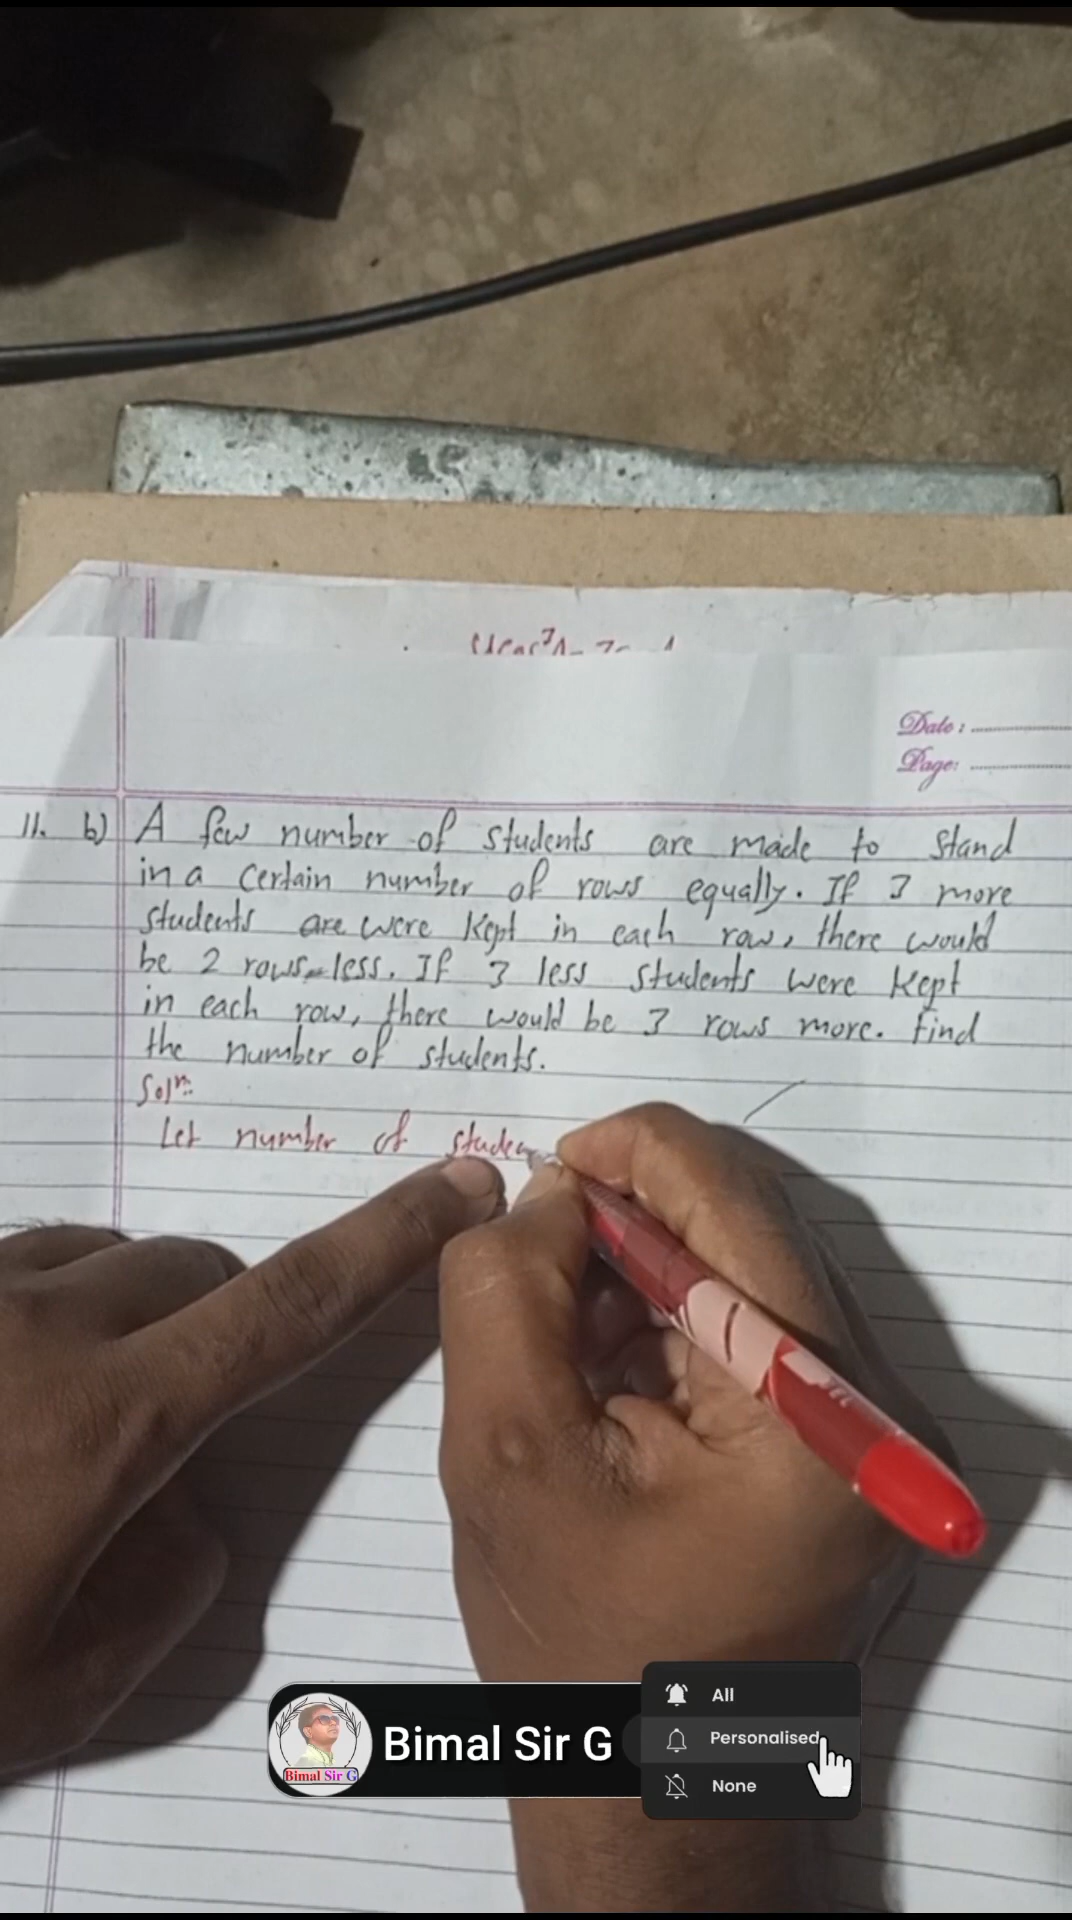 Date :
Page:
11. b) A few number of students are made to stand
in a certain number of rows equally. If 3 more
students are were kept in each row, there would
be 2 rows less. If 3 less students were kept
in each row, there would be 3 rows more. find
the number of students.
Soln:
Let number of studen
All
Bimal Sir G
Personalised
Bimal Sir G
None